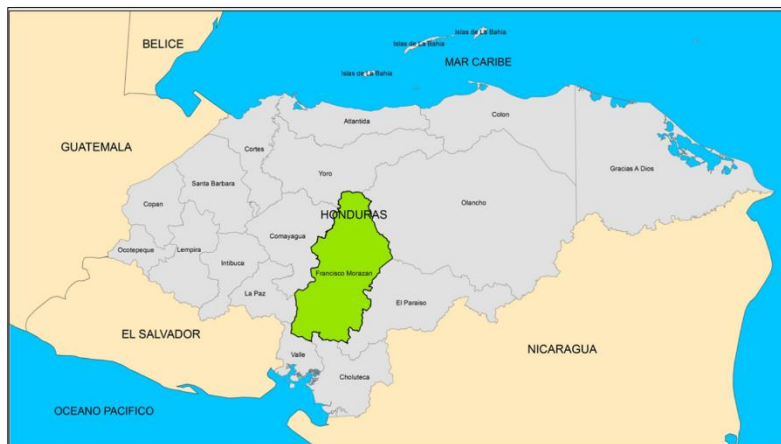 BELICE
Islas de La Bahia
Islas de La Bahia
Islas de La Bahia
MAR CARIBE
GUATEMALA
Atlantida
Colon
Cortes
Yoro
Gracias A Dios
Santa Barbara
Copan
Olancho
HONDURAS
Comayagua
Ocotepeque
Lempira
Intibuca
Francisco Morazan
La Paz
El Paraiso
EL SALVADOR
NICARAGUA
Valle
Choluteca
OCEANO PACIFICO